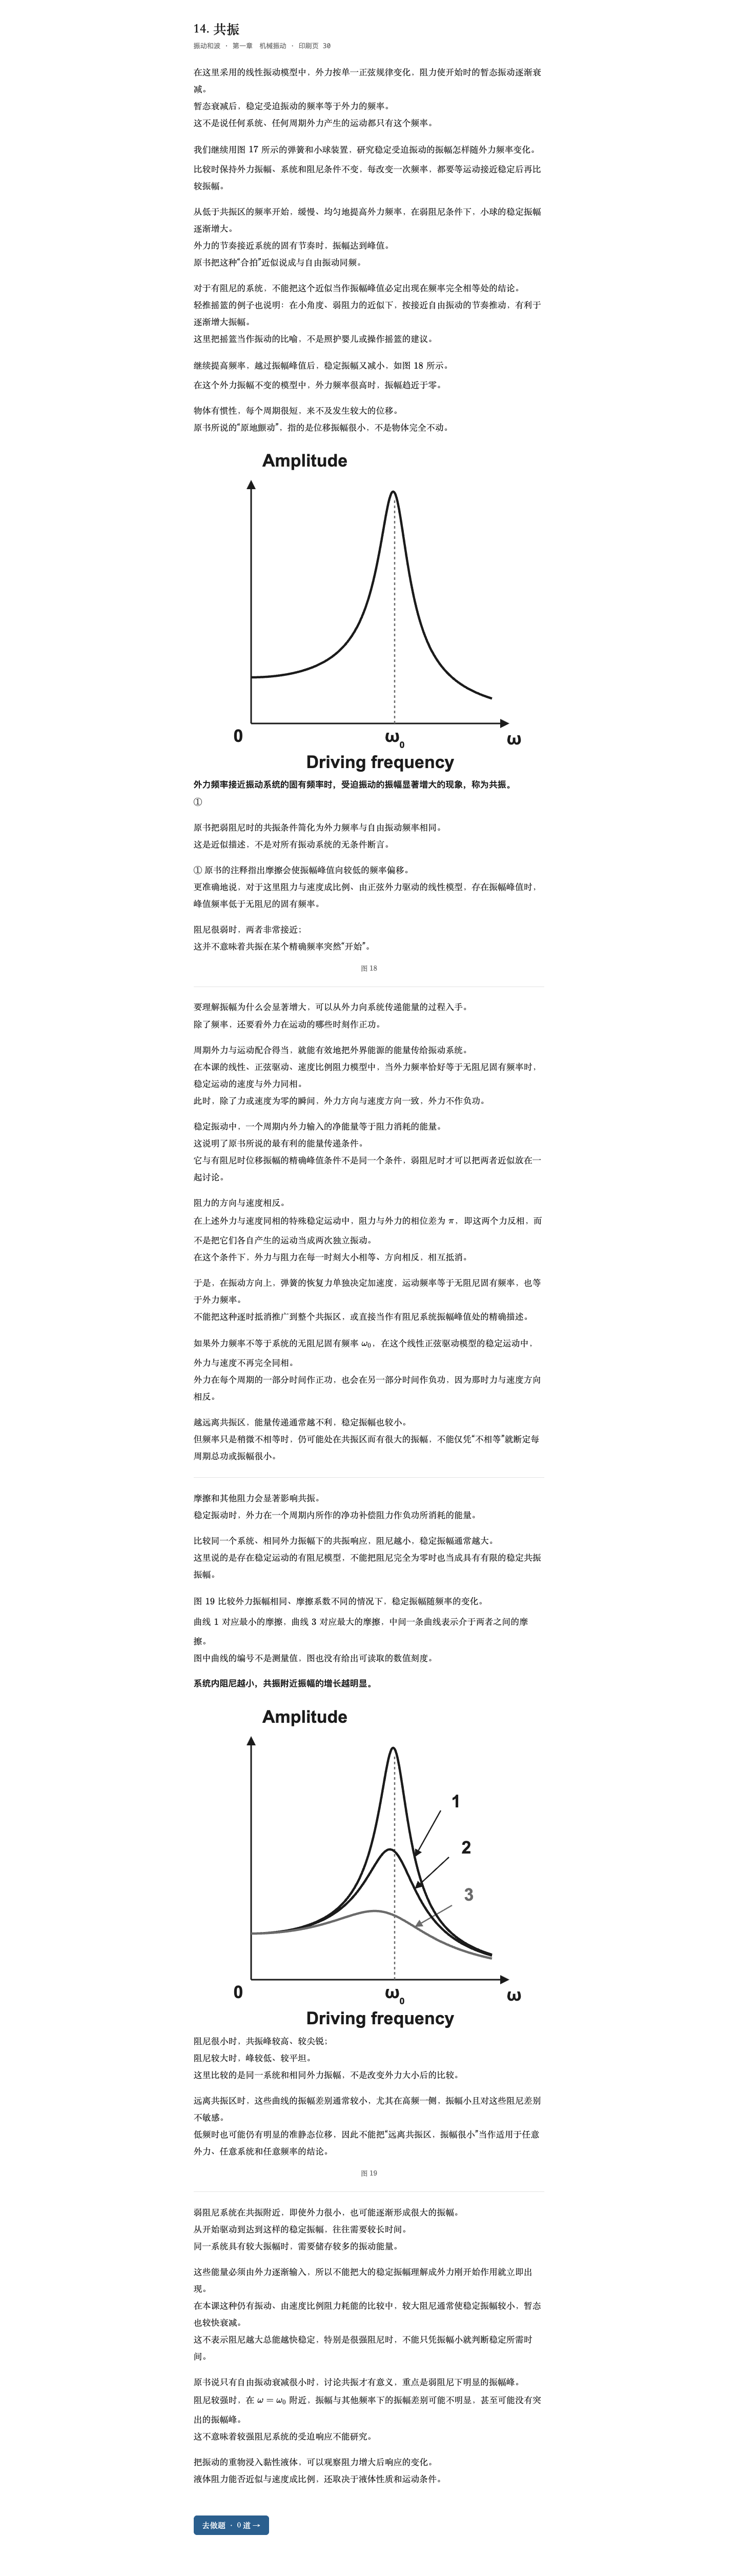 14. 共振
振动和波 · 第一章 机械振动 · 印刷页 30
在这里采用的线性振动模型中，外力按单一正弦规律变化，阻力使开始时的暂态振动逐渐衰
减。
暂态衰减后，稳定受迫振动的频率等于外力的频率。
这不是说任何系统、任何周期外力产生的运动都只有这个频率。
我们继续用图 17 所示的弹簧和小球装置，研究稳定受迫振动的振幅怎样随外力频率变化。
比较时保持外力振幅、系统和阻尼条件不变，每改变一次频率，都要等运动接近稳定后再比
较振幅。
从低于共振区的频率开始，缓慢、均匀地提高外力频率，在弱阻尼条件下，小球的稳定振幅
逐渐增大。
外力的节奏接近系统的固有节奏时，振幅达到峰值。
原书把这种“合拍”近似说成与自由振动同频。
对于有阻尼的系统，不能把这个近似当作振幅峰值必定出现在频率完全相等处的结论。
轻推摇篮的例子也说明：在小角度、弱阻力的近似下，按接近自由振动的节奏推动，有利于
逐渐增大振幅。
这里把摇篮当作振动的比喻，不是照护婴儿或操作摇篮的建议。
继续提高频率，越过振幅峰值后，稳定振幅又减小，如图 18 所示。
在这个外力振幅不变的模型中，外力频率很高时，振幅趋近于零。
物体有惯性，每个周期很短，来不及发生较大的位移。
原书所说的“原地颤动”，指的是位移振幅很小，不是物体完全不动。
Amplitude
0
ω0
ω
Driving frequency
外力频率接近振动系统的固有频率时，受迫振动的振幅显著增大的现象，称为共振。
①
原书把弱阻尼时的共振条件简化为外力频率与自由振动频率相同。
这是近似描述，不是对所有振动系统的无条件断言。
① 原书的注释指出摩擦会使振幅峰值向较低的频率偏移。
更准确地说，对于这里阻力与速度成比例、由正弦外力驱动的线性模型，存在振幅峰值时，
峰值频率低于无阻尼的固有频率。
阻尼很弱时，两者非常接近；
这并不意味着共振在某个精确频率突然“开始”。
图 18
要理解振幅为什么会显著增大，可以从外力向系统传递能量的过程入手。
除了频率，还要看外力在运动的哪些时刻作正功。
周期外力与运动配合得当，就能有效地把外界能源的能量传给振动系统。
在本课的线性、正弦驱动、速度比例阻力模型中，当外力频率恰好等于无阻尼固有频率时，
稳定运动的速度与外力同相。
此时，除了力或速度为零的瞬间，外力方向与速度方向一致，外力不作负功。
稳定振动中，一个周期内外力输入的净能量等于阻力消耗的能量。
这说明了原书所说的最有利的能量传递条件。
它与有阻尼时位移振幅的精确峰值条件不是同一个条件，弱阻尼时才可以把两者近似放在一
起讨论。
阻力的方向与速度相反。
在上述外力与速度同相的特殊稳定运动中，阻力与外力的相位差为 π，即这两个力反相，而
不是把它们各自产生的运动当成两次独立振动。
在这个条件下，外力与阻力在每一时刻大小相等、方向相反，相互抵消。
于是，在振动方向上，弹簧的恢复力单独决定加速度，运动频率等于无阻尼固有频率，也等
于外力频率。
不能把这种逐时抵消推广到整个共振区，或直接当作有阻尼系统振幅峰值处的精确描述。
如果外力频率不等于系统的无阻尼固有频率 ω0，在这个线性正弦驱动模型的稳定运动中，
外力与速度不再完全同相。
外力在每个周期的一部分时间作正功，也会在另一部分时间作负功，因为那时力与速度方向
相反。
越远离共振区，能量传递通常越不利，稳定振幅也较小。
但频率只是稍微不相等时，仍可能处在共振区而有很大的振幅，不能仅凭“不相等”就断定每
周期总功或振幅很小。
摩擦和其他阻力会显著影响共振。
稳定振动时，外力在一个周期内所作的净功补偿阻力作负功所消耗的能量。
比较同一个系统、相同外力振幅下的共振响应，阻尼越小，稳定振幅通常越大。
这里说的是存在稳定运动的有阻尼模型，不能把阻尼完全为零时也当成具有有限的稳定共振
振幅。
图 19 比较外力振幅相同、摩擦系数不同的情况下，稳定振幅随频率的变化。
曲线 1 对应最小的摩擦，曲线 3 对应最大的摩擦，中间一条曲线表示介于两者之间的摩
擦。
图中曲线的编号不是测量值，图也没有给出可读取的数值刻度。
系统内阻尼越小，共振附近振幅的增长越明显。
Amplitude
1
2
3
0
ω0
ω
Driving frequency
阻尼很小时，共振峰较高、较尖锐；
阻尼较大时，峰较低、较平坦。
这里比较的是同一系统和相同外力振幅，不是改变外力大小后的比较。
远离共振区时，这些曲线的振幅差别通常较小，尤其在高频一侧，振幅小且对这些阻尼差别
不敏感。
低频时也可能仍有明显的准静态位移，因此不能把“远离共振区，振幅很小”当作适用于任意
外力、任意系统和任意频率的结论。
图 19
弱阻尼系统在共振附近，即使外力很小，也可能逐渐形成很大的振幅。
从开始驱动到达到这样的稳定振幅，往往需要较长时间。
同一系统具有较大振幅时，需要储存较多的振动能量。
这些能量必须由外力逐渐输入，所以不能把大的稳定振幅理解成外力刚开始作用就立即出
现。
在本课这种仍有振动、由速度比例阻力耗能的比较中，较大阻尼通常使稳定振幅较小，暂态
也较快衰减。
这不表示阻尼越大总能越快稳定，特别是很强阻尼时，不能只凭振幅小就判断稳定所需时
间。
原书说只有自由振动衰减很小时，讨论共振才有意义，重点是弱阻尼下明显的振幅峰。
阻尼较强时，在 ω = ω0 附近，振幅与其他频率下的振幅差别可能不明显，甚至可能没有突
出的振幅峰。
这不意味着较强阻尼系统的受迫响应不能研究。
把振动的重物浸入黏性液体，可以观察阻力增大后响应的变化。
液体阻力能否近似与速度成比例，还取决于液体性质和运动条件。
去做题 · 0 道 →